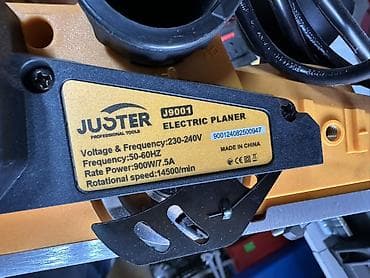 JUSTER
PROFESSIONAL TOOLS
J9001
ELECTRIC PLANER
Voltage & Frequency:230-240V
Frequency:50-60HZ
Rate Power:900W/7.5A
Rotational speed:14500/min
900124082500947
MADE IN CHINA